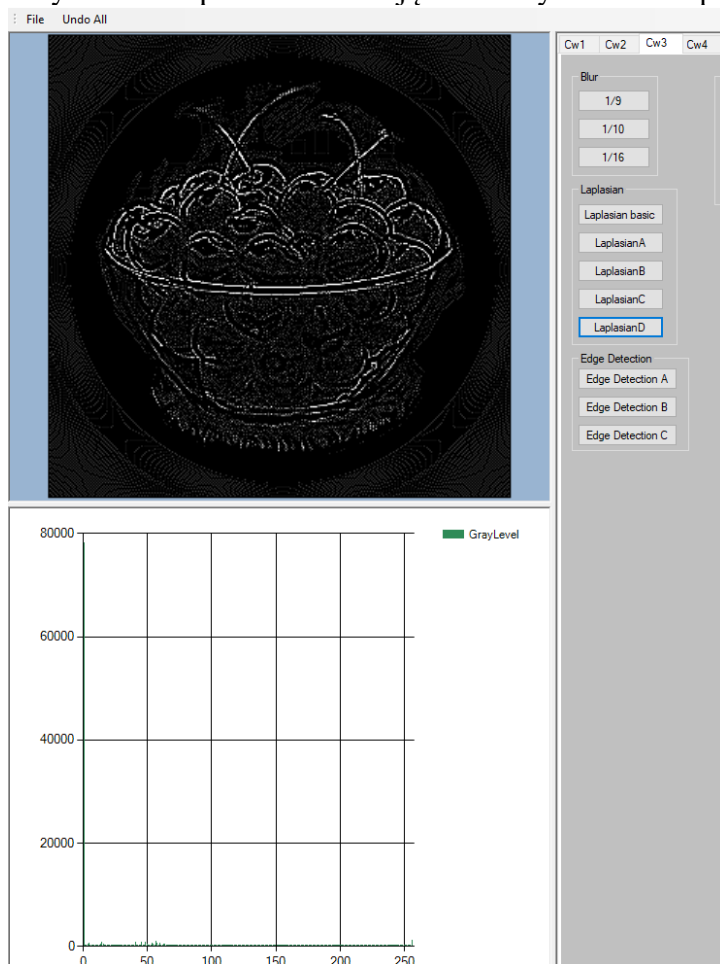 File Undo All
Cw1 Cw2 Cw3 Cw4
Blur
1/9
1/10
1/16
Laplasian
Laplasian basic
LaplasianA
LaplasianB
LaplasianC
LaplasianD
Edge Detection
Edge Detection A
Edge Detection B
Edge Detection C
GrayLevel
80000
60000
40000
20000
0
0 50 100 150 200 250